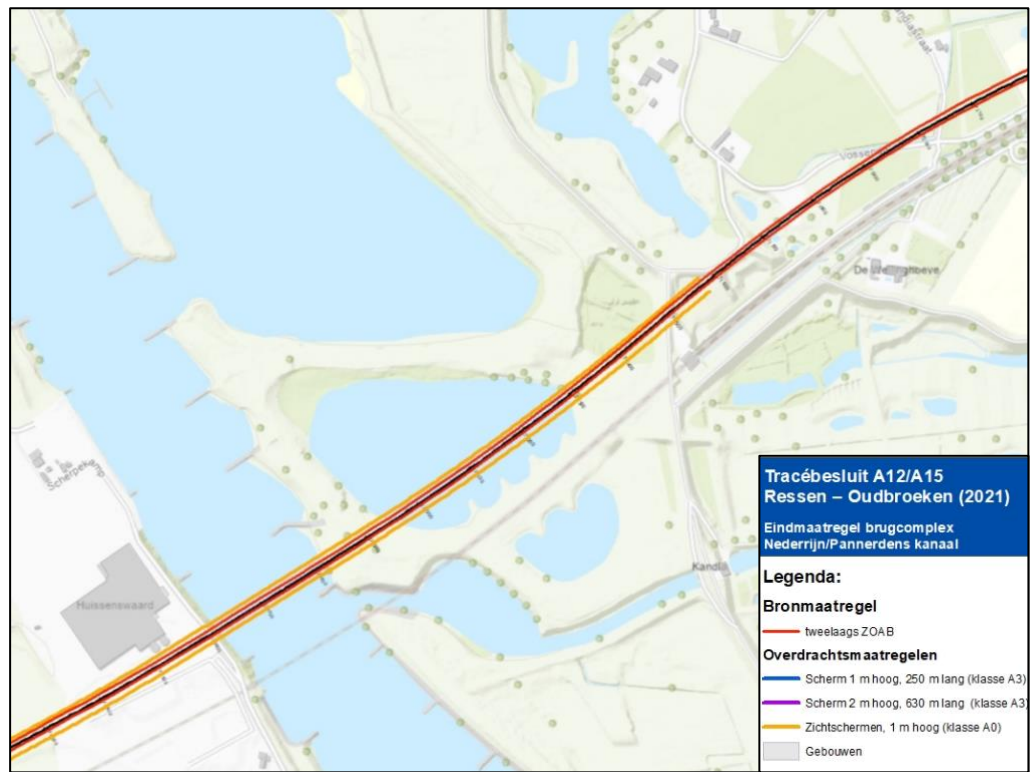 Scherpekamp
Huissenswaard
Kandia
Tracébesluit A12/A15
Ressen – Oudbroeken (2021)
Eindmaatregel brugcomplex
Nederrijn/Pannerdens kanaal
Legenda:
Bronmaatregel
tweelaags ZOAB
Overdrachtsmaatregelen
Scherm 1 m hoog, 250 m lang (klasse A3)
Scherm 2 m hoog, 630 m lang (klasse A3)
Zichtschermen, 1 m hoog (klasse A0)
Gebouwen